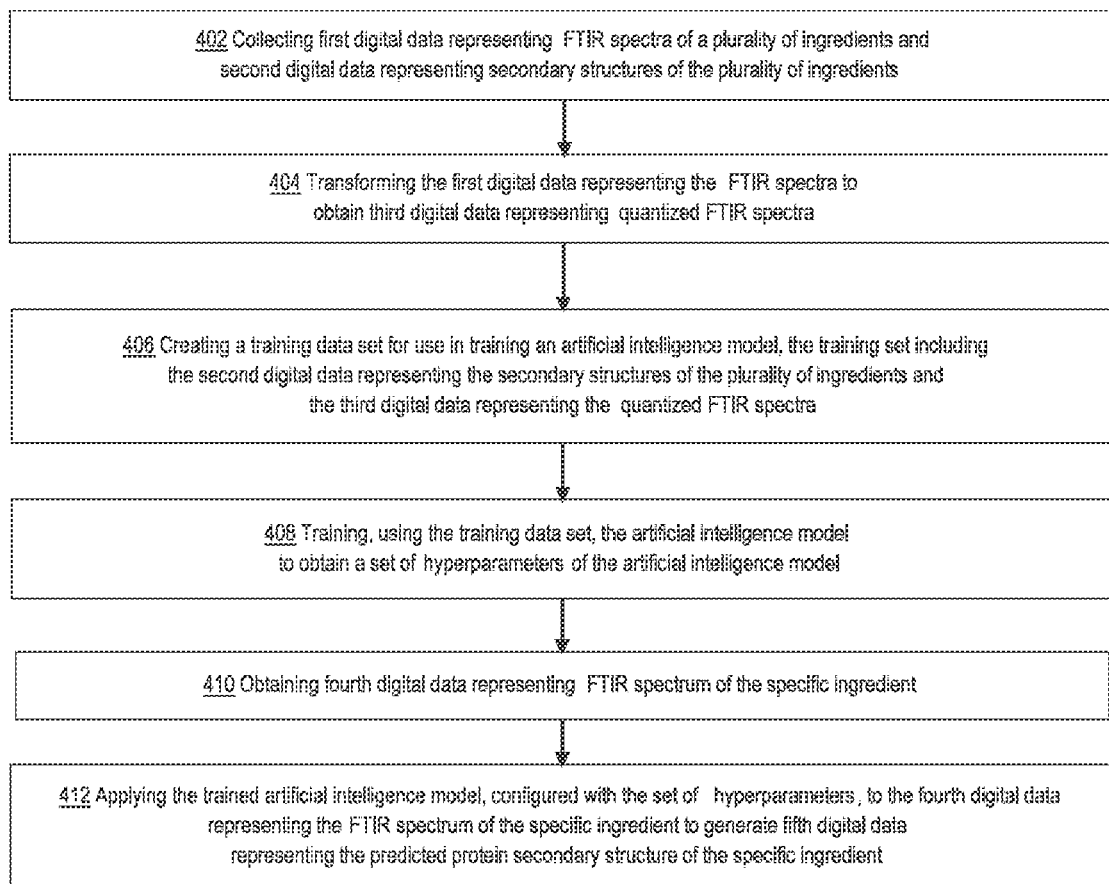 402 Collecting first digital data representing FTIR spectra of a plurality of ingredients and
second digital data representing secondary structures of the plurality of ingredients
404 Transforming the first digital data representing the FTIR spectra to
obtain third digital data representing quantized FTIR spectra
406 Creating a training data set for use in training an artificial intelligence model, the training set including
the second digital data representing the secondary structures of the plurality of ingredients and
the third digital data representing the quantized FTIR spectra
408 Training, using the training data set, the artificial intelligence model
to obtain a set of hyperparameters of the artificial intelligence model
410 Obtaining fourth digital data representing FTIR spectrum of the specific ingredient
412 Applying the trained artificial intelligence model, configured with the set of hyperparameters, to the fourth digital data
representing the FTIR spectrum of the specific ingredient to generate fifth digital data
representing the predicted protein secondary structure of the specific ingredient